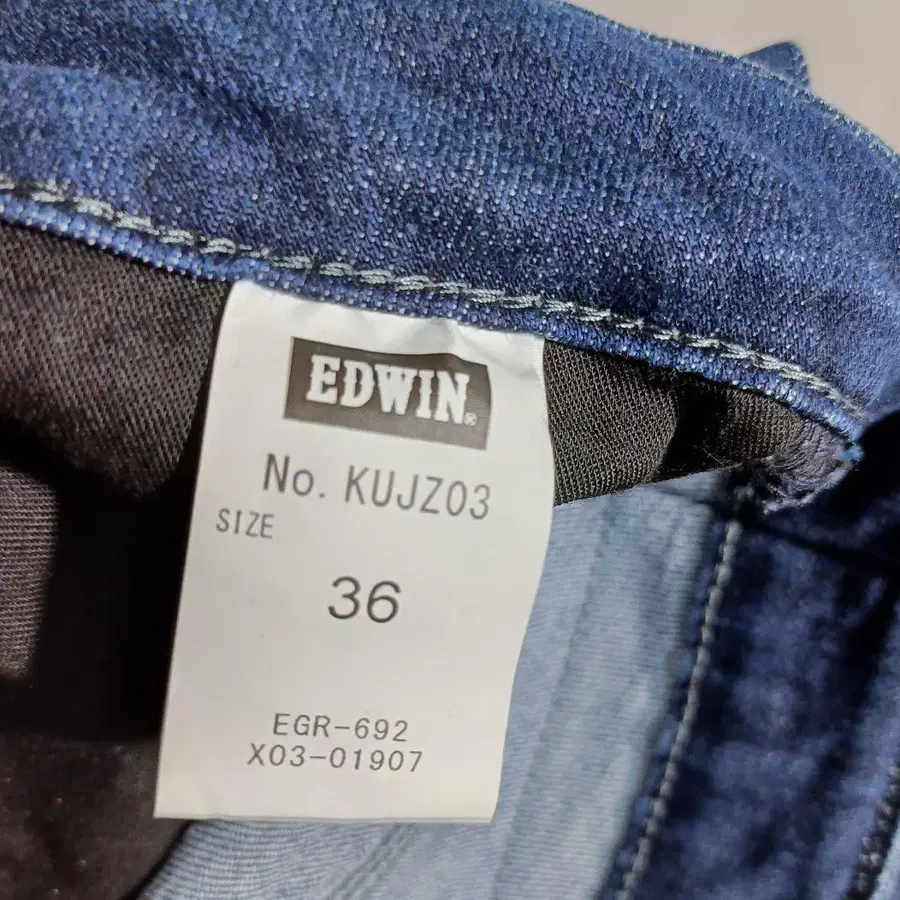 EDWIN®
No. KUJZ03
SIZE
36
EGR-692
X03-01907